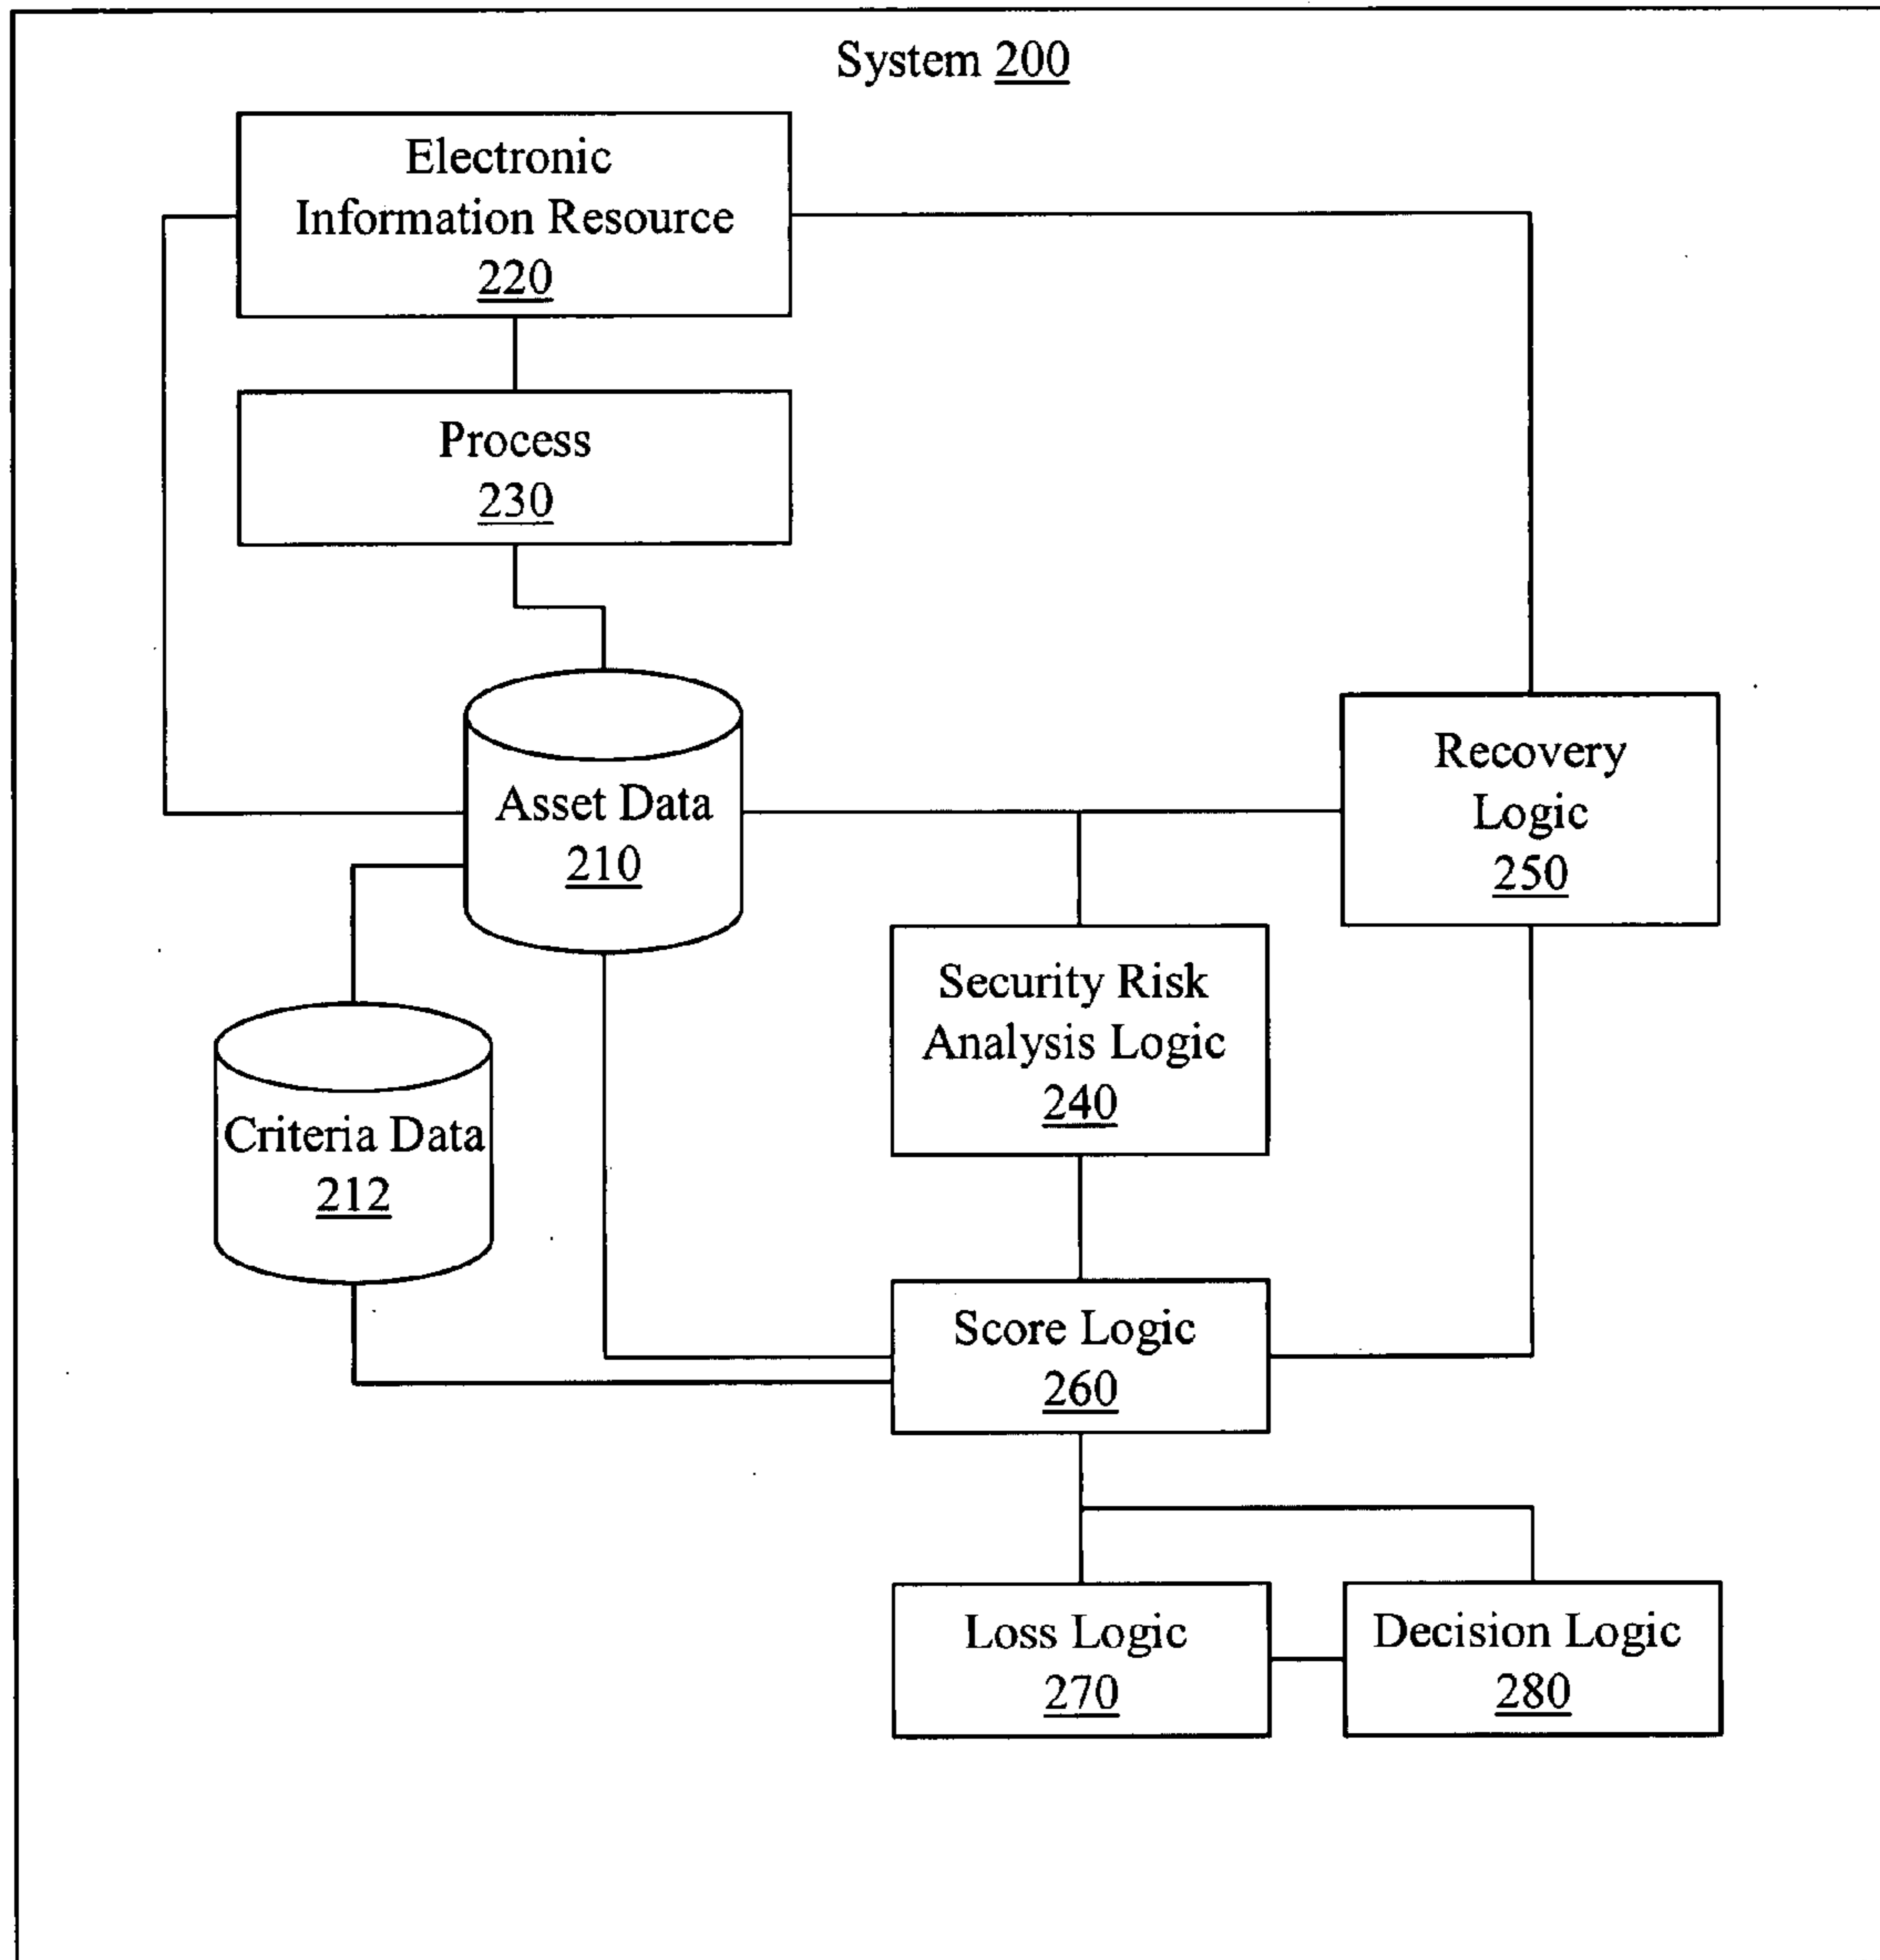 System 200
Electronic
Information Resource
220
Process
230
Asset Data
210
Recovery
Logic
250
Security Risk
Analysis Logic
240
Criteria Data
212
Score Logic
260
Loss Logic
270
Decision Logic
280